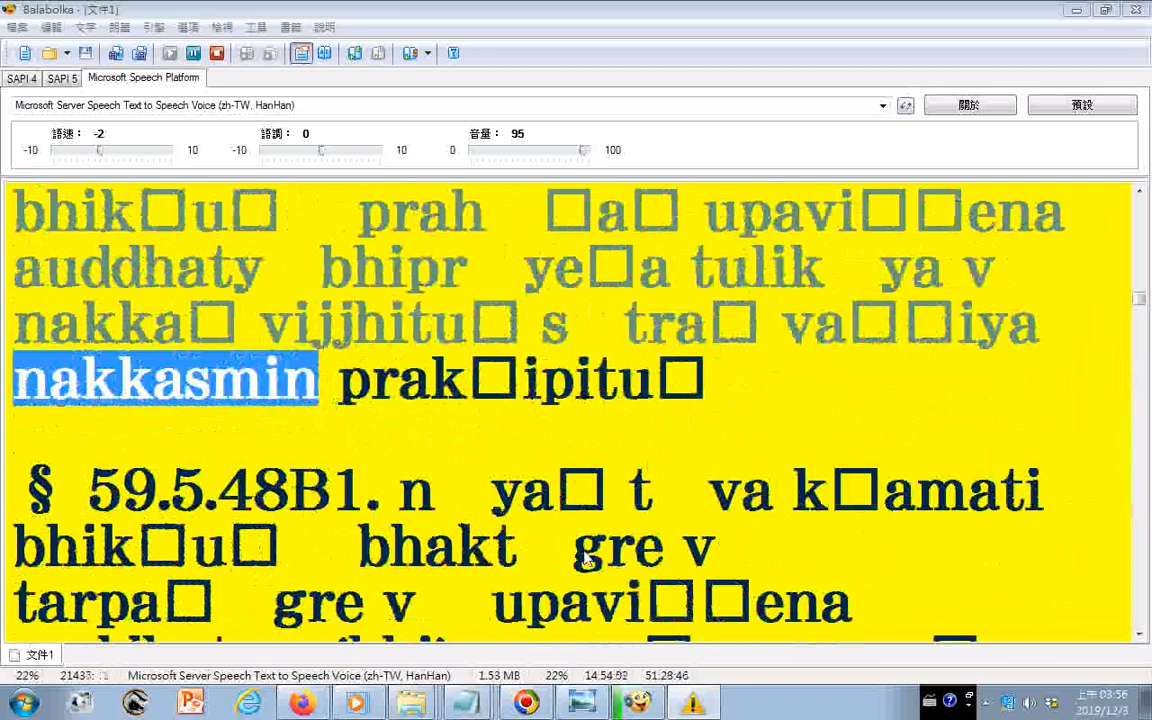 Balabolka - [文件1]
檔案 編輯 文字 朗讀 引擎 選項 檢視 工具 書籤 說明
SAPI 4 SAPI 5 Microsoft Speech Platform
Microsoft Server Speech Text to Speech Voice (zh-TW, HanHan) 關於 預設
語速： -2 語調： 0 音量： 95
-10 10 -10 10 0 100
bhik□u□ prah □a□ upavi□□ena
auddhaty bhipr ye□a tulik ya v
nakka□ vijjhitu□ s tra□ va□□iya
nakkasmin prak□ipitu□
§ 59.5.48B1. n ya□ t va k□amati
bhik□u□ bhakt gre v
tarpa□ gre v upavi□□ena
文件1
22% Microsoft Server Speech Text to Speech Voice (zh-TW, HanHan) 1.53 MB 22% 14:54:02 51:28:46
上午 03:56
2019/12/3